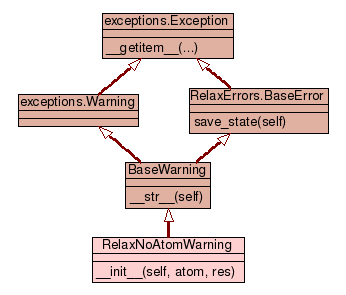 exceptions.Exception
__getitem__(...)
exceptions.Warning
RelaxErrors.BaseError
save_state(self)
BaseWarning
__str__(self)
RelaxNoAtomWarning
__init__(self, atom, res)